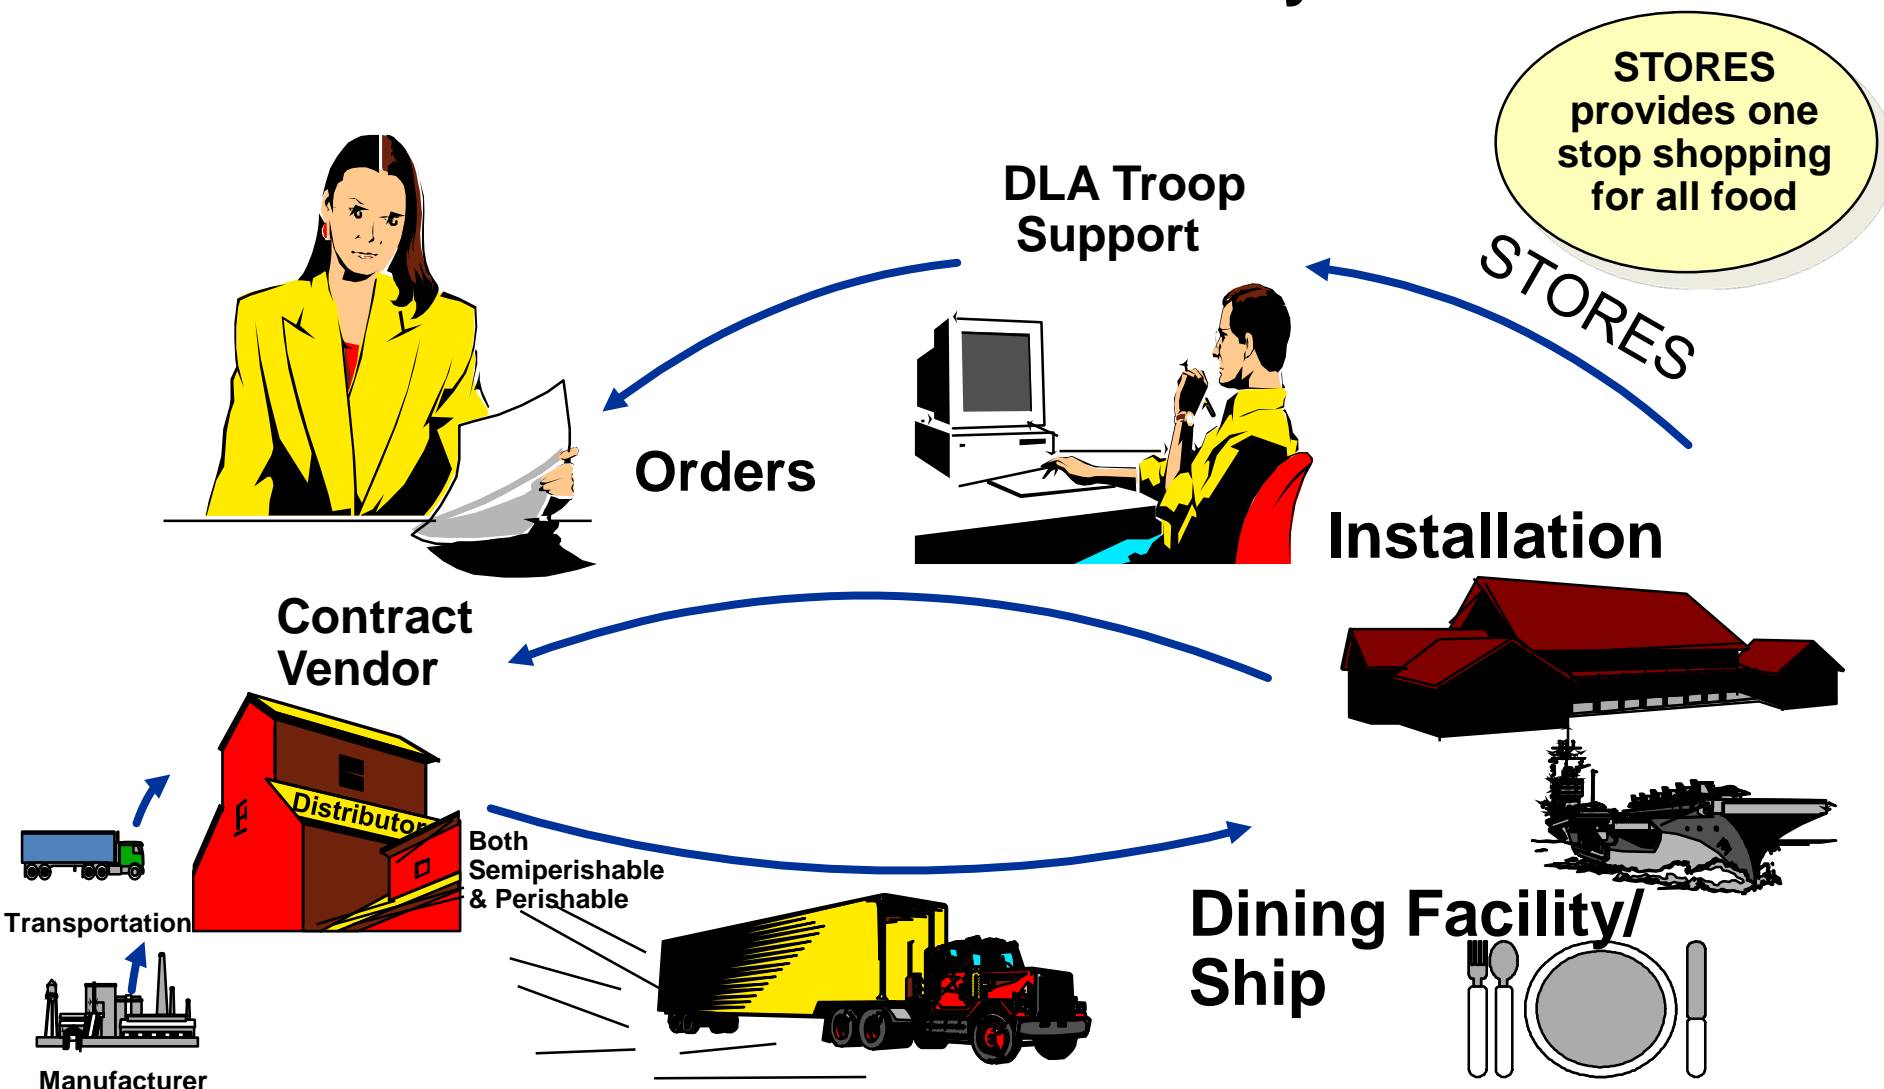 STORES
provides one
stop shopping
for all food
STORES
DLA Troop
Support
Orders
Installation
Contract
Vendor
Distributor
Both
Semiperishable
& Perishable
Transportation
Manufacturer
Dining Facility/
Ship